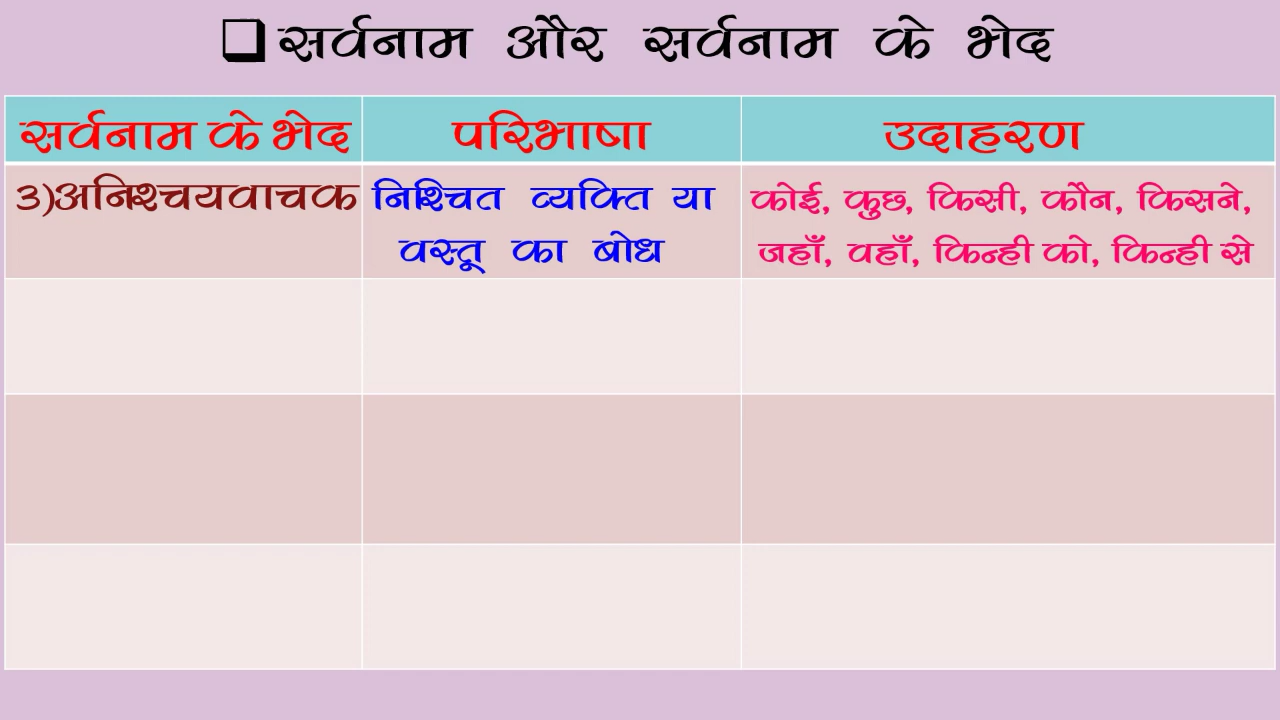 सर्वनाम और सर्वनाम के भेद
सर्वनाम के भेद परिभाषा उदाहरण
3)अनिश्चयवाचक निश्चित व्यक्ति या कोई, कुछ, किसी, कौन, किसने,
वस्तू का बोध जहाँ, वहाँ, किन्ही को, किन्ही से